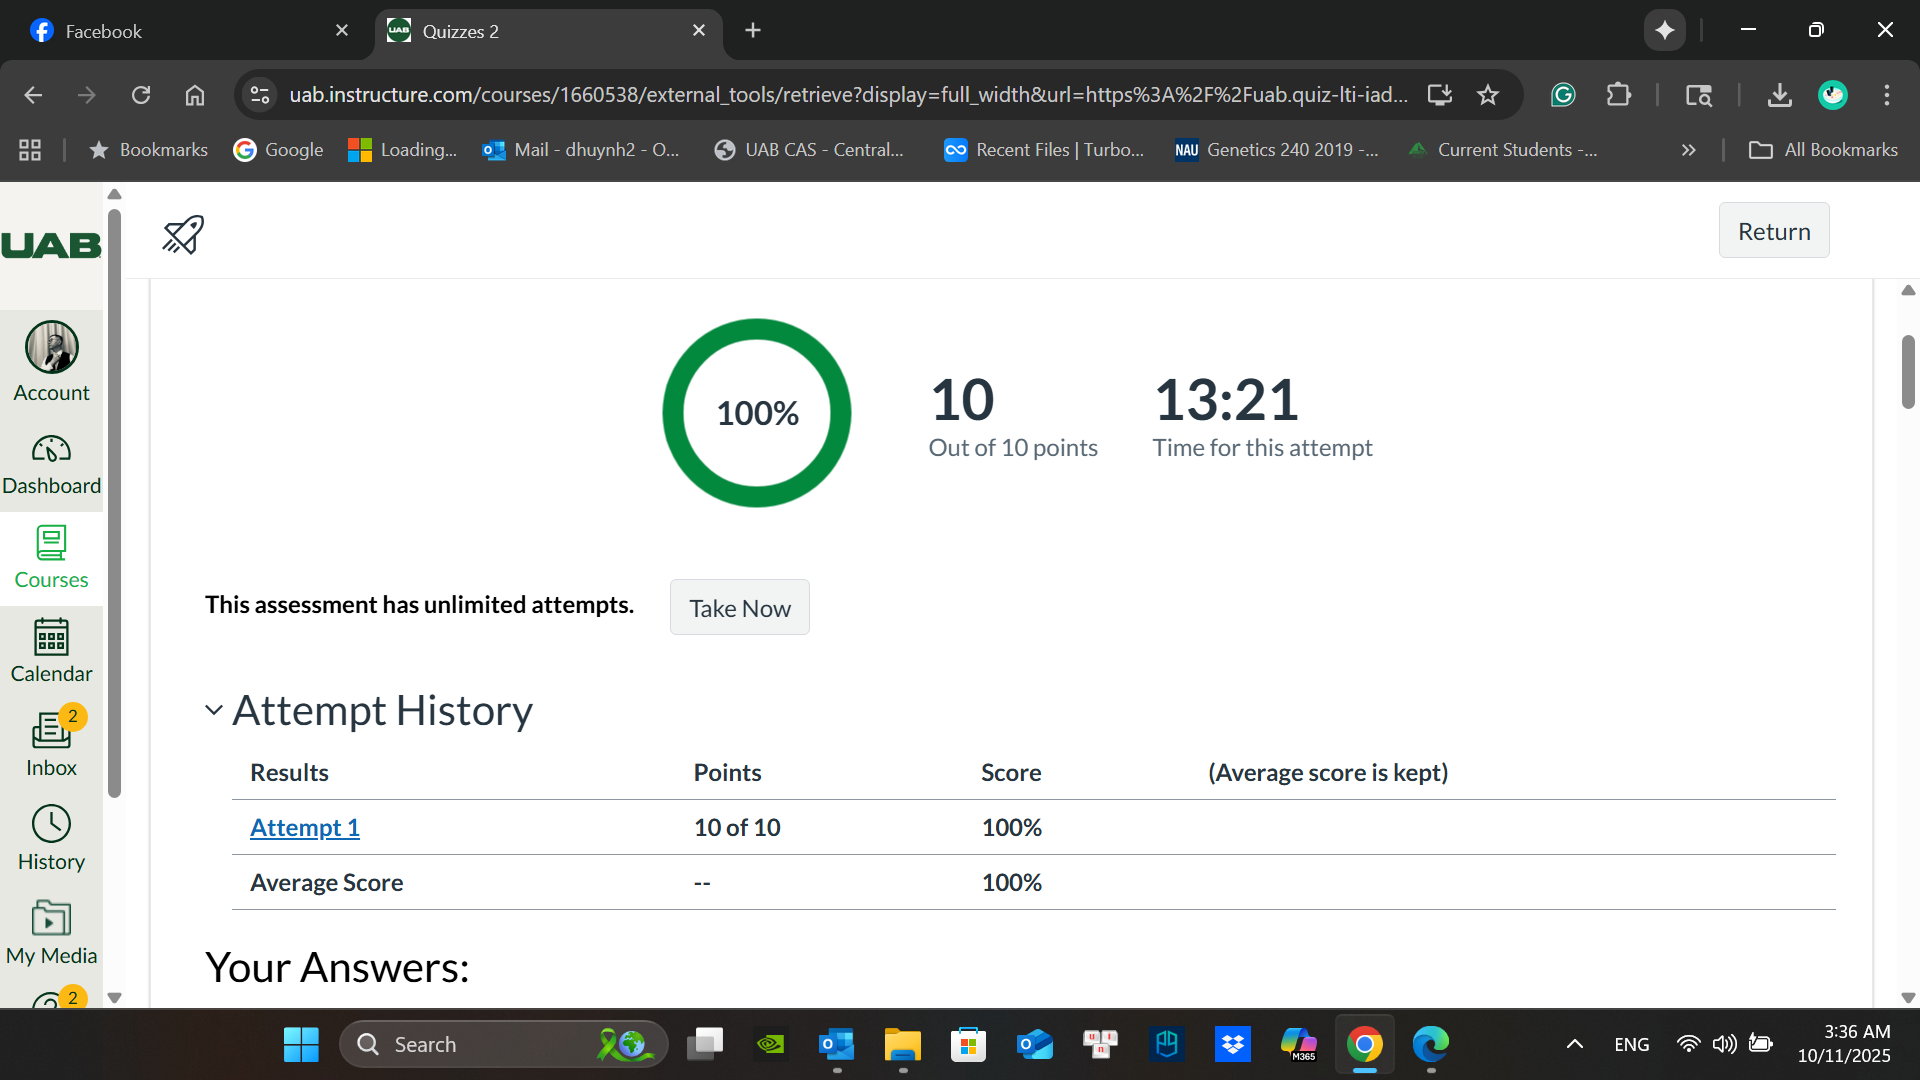 Facebook
UAB
Quizzes 2
uab.instructure.com/courses/1660538/external_tools/retrieve?display=full_width&url=https%3A%2F%2Fuab.quiz-lti-iad...
Bookmarks
Google
Loading...
Mail - dhuynh2 - O...
UAB CAS - Central...
Recent Files | Turbo...
NAU
Genetics 240 2019 -...
Current Students -...
All Bookmarks
UAB
Return
Account
Dashboard
Courses
Calendar
2
Inbox
History
My Media
2
100%
10
Out of 10 points
13:21
Time for this attempt
This assessment has unlimited attempts.
Take Now
Attempt History
Results Points Score (Average score is kept)
Attempt 1 10 of 10 100%
Average Score -- 100%
Your Answers:
Search
M365
ENG
3:36 AM
10/11/2025